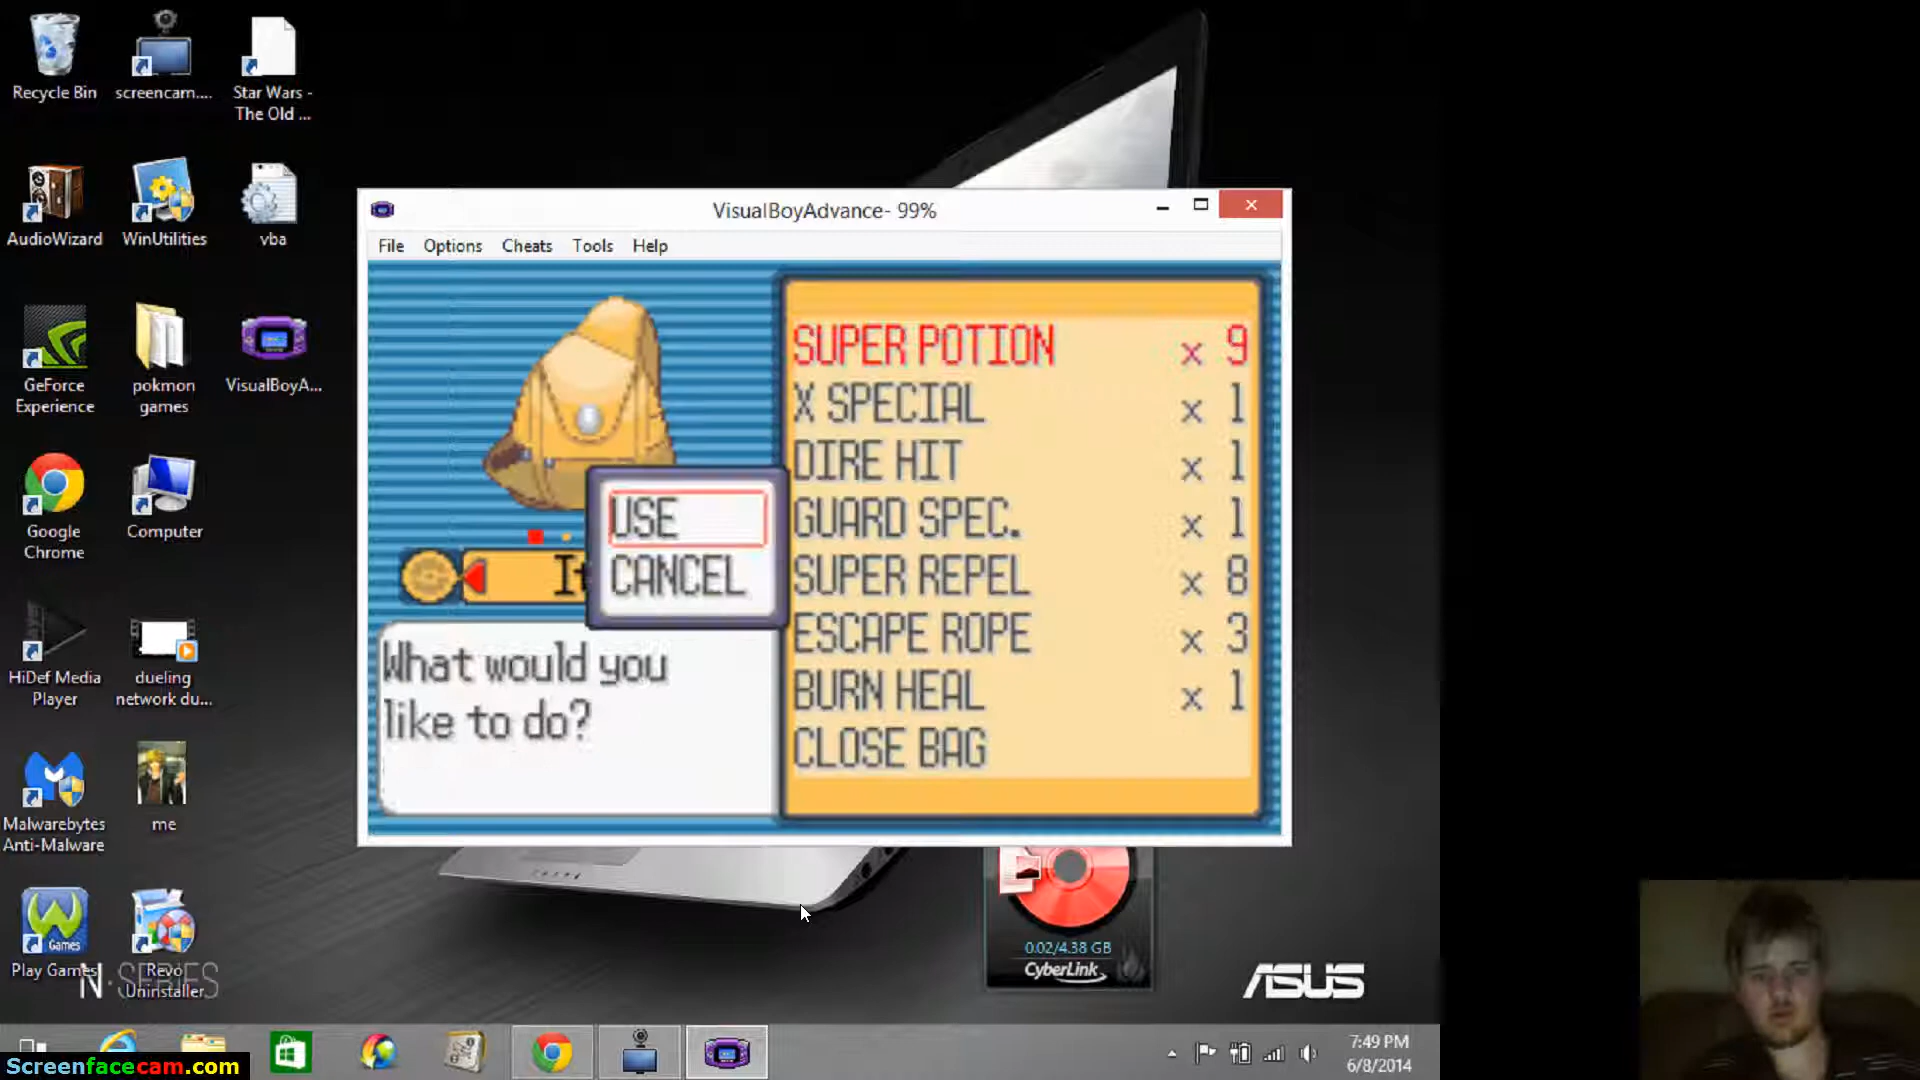 Recycle Bin
screencam....
Star Wars -
The Old ...
AudioWizard
WinUtilities
vba
GeForce
Experience
pokmon
games
VisualBoyA...
Google
Chrome
Computer
HiDef Media
Player
dueling
network du...
Malwarebytes
Anti-Malware
me
Games
Play Games
Revo
Uninstaller
N·SERIES
VisualBoyAdvance- 99%
File Options Cheats Tools Help
SUPER POTION x 9
X SPECIAL x 1
DIRE HIT x 1
GUARD SPEC. x 1
SUPER REPEL x 8
ESCAPE ROPE x 3
BURN HEAL x 1
CLOSE BAG
USE
CANCEL
What would you
like to do?
0.02/4.38 GB
CyberLink
ASUS
7:49 PM
6/8/2014
Screenfacecam.com